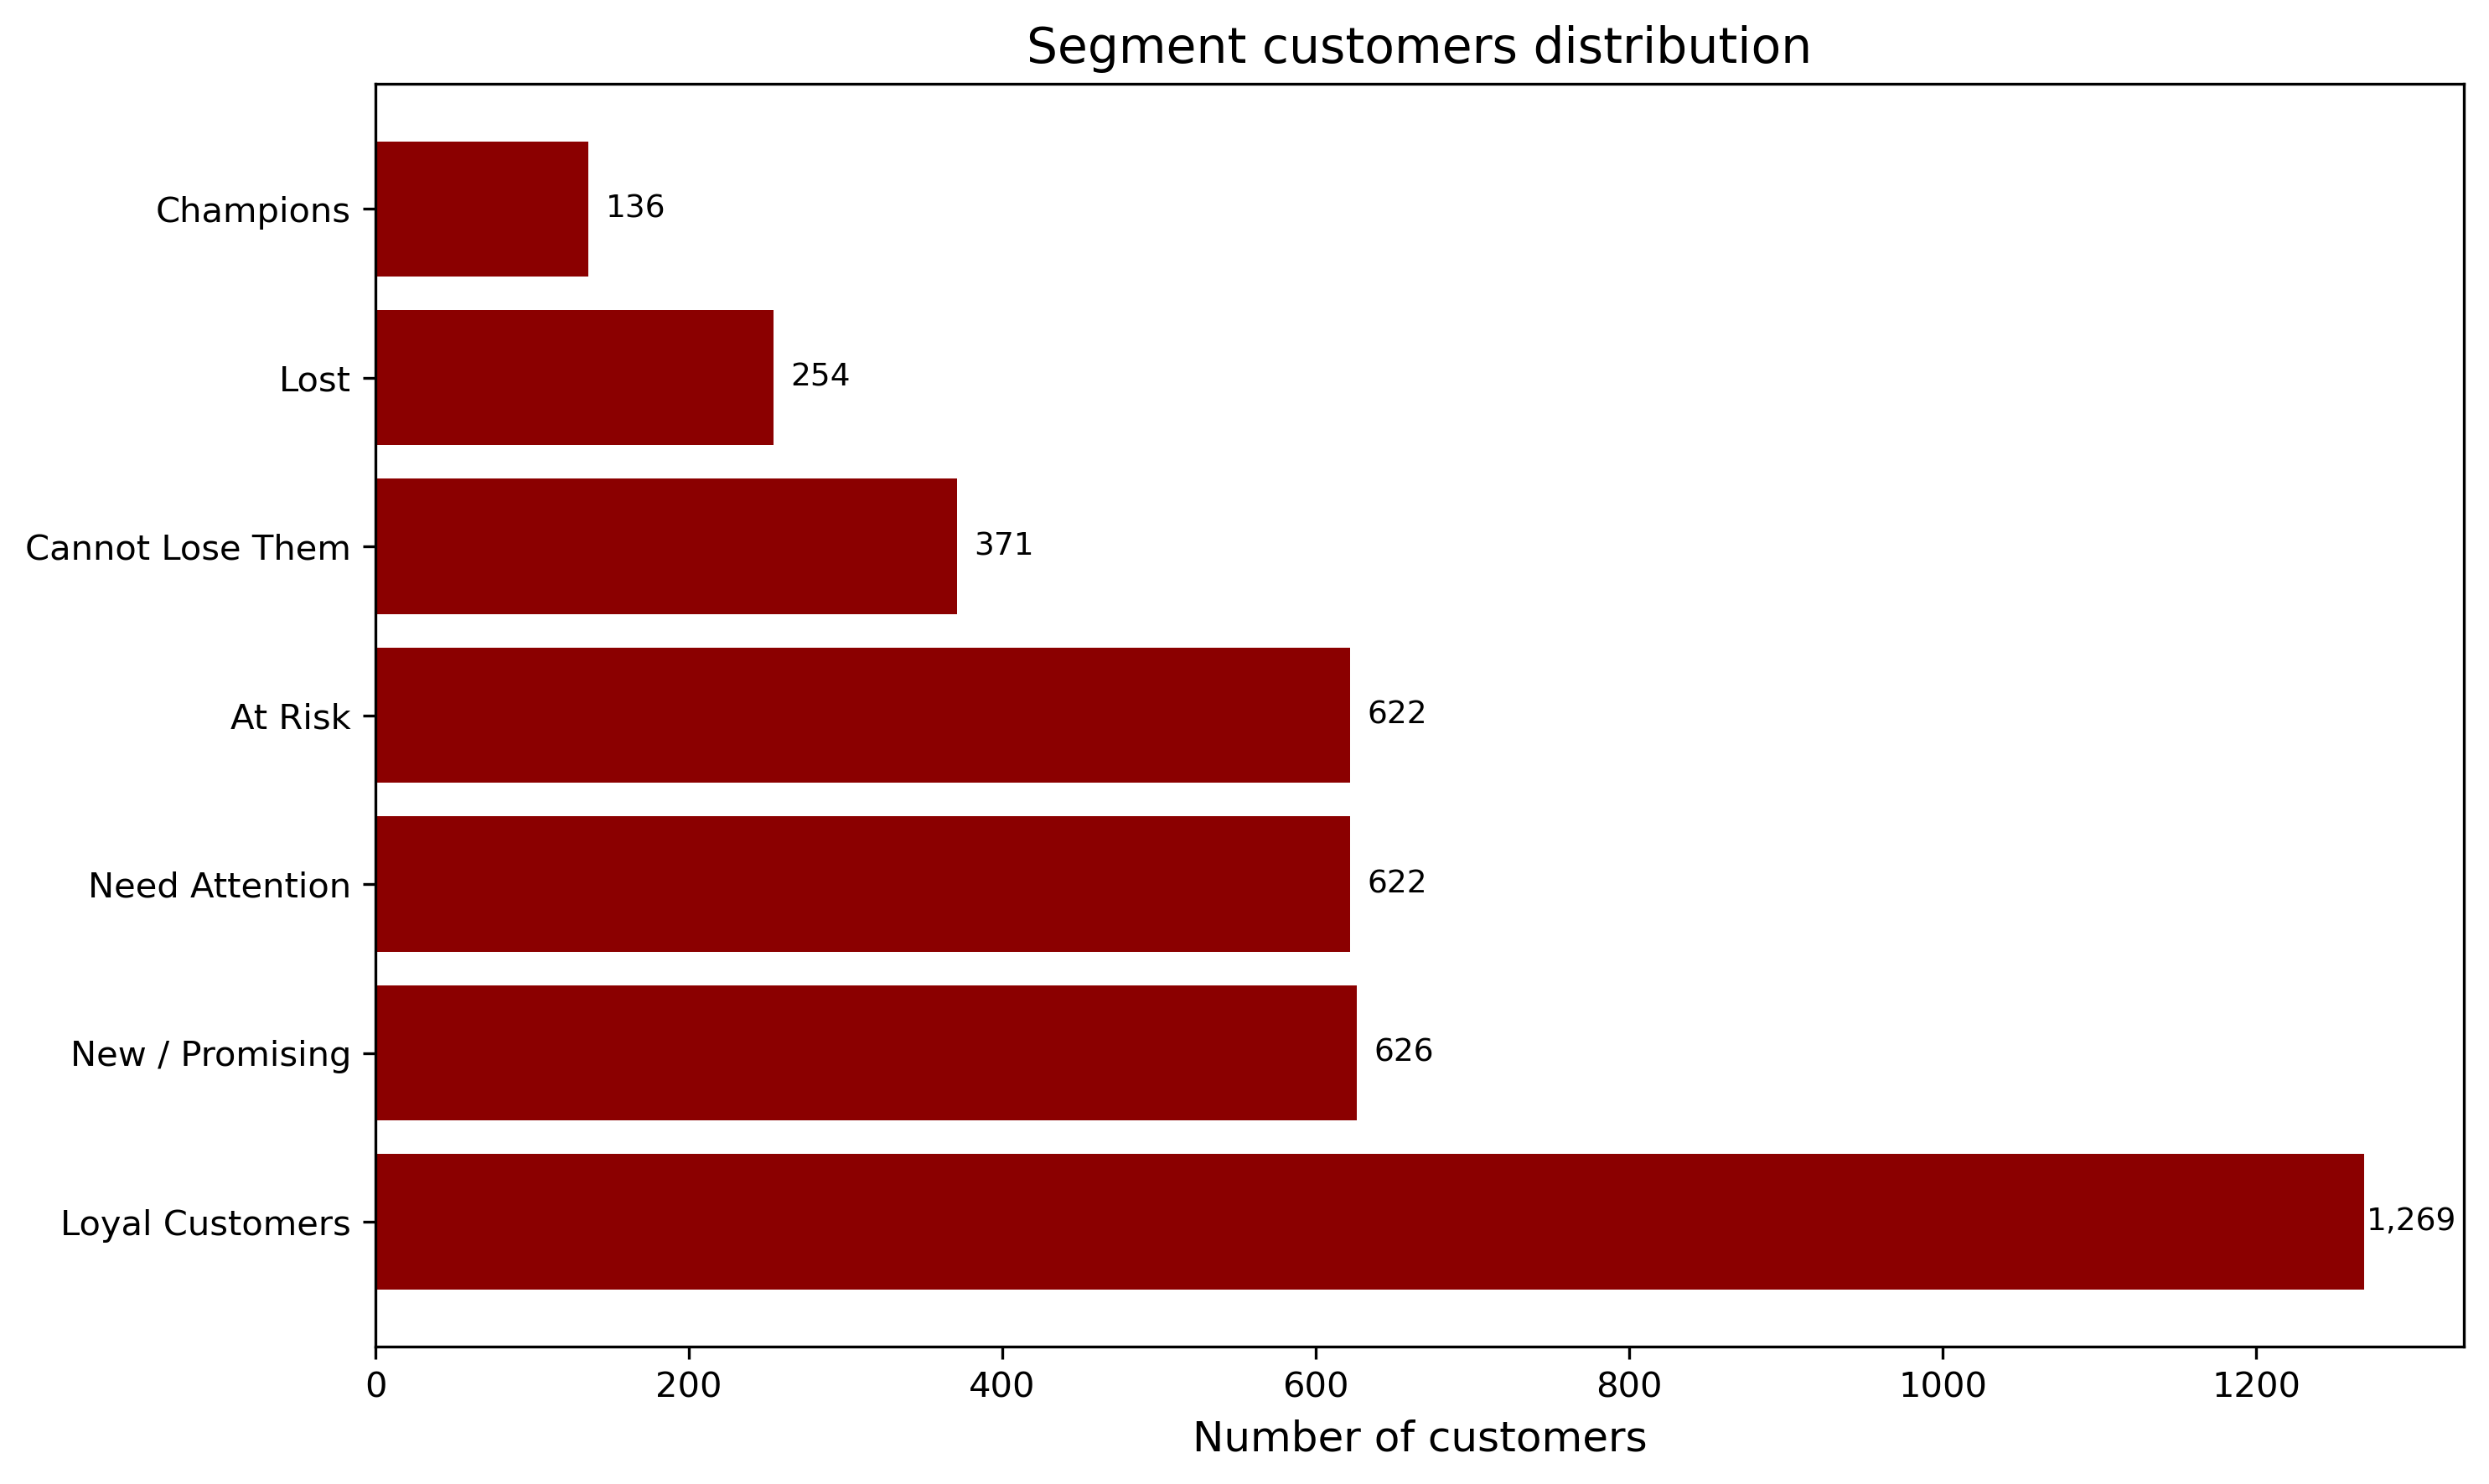 Segment customers distribution
Champions 136
Lost 254
Cannot Lose Them 371
At Risk 622
Need Attention 622
New / Promising 626
Loyal Customers 1,269
0 200 400 600 800 1000 1200
Number of customers